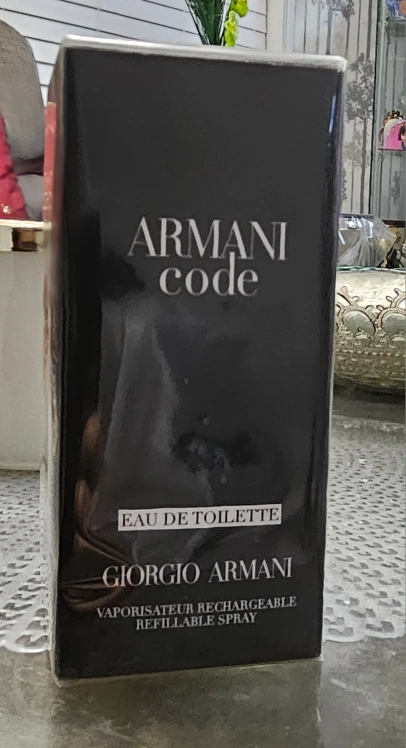 ARMANI
code
EAU DE TOILETTE
GIORGIO ARMANI
VAPORISATEUR RECHARGEABLE
REFILLABLE SPRAY